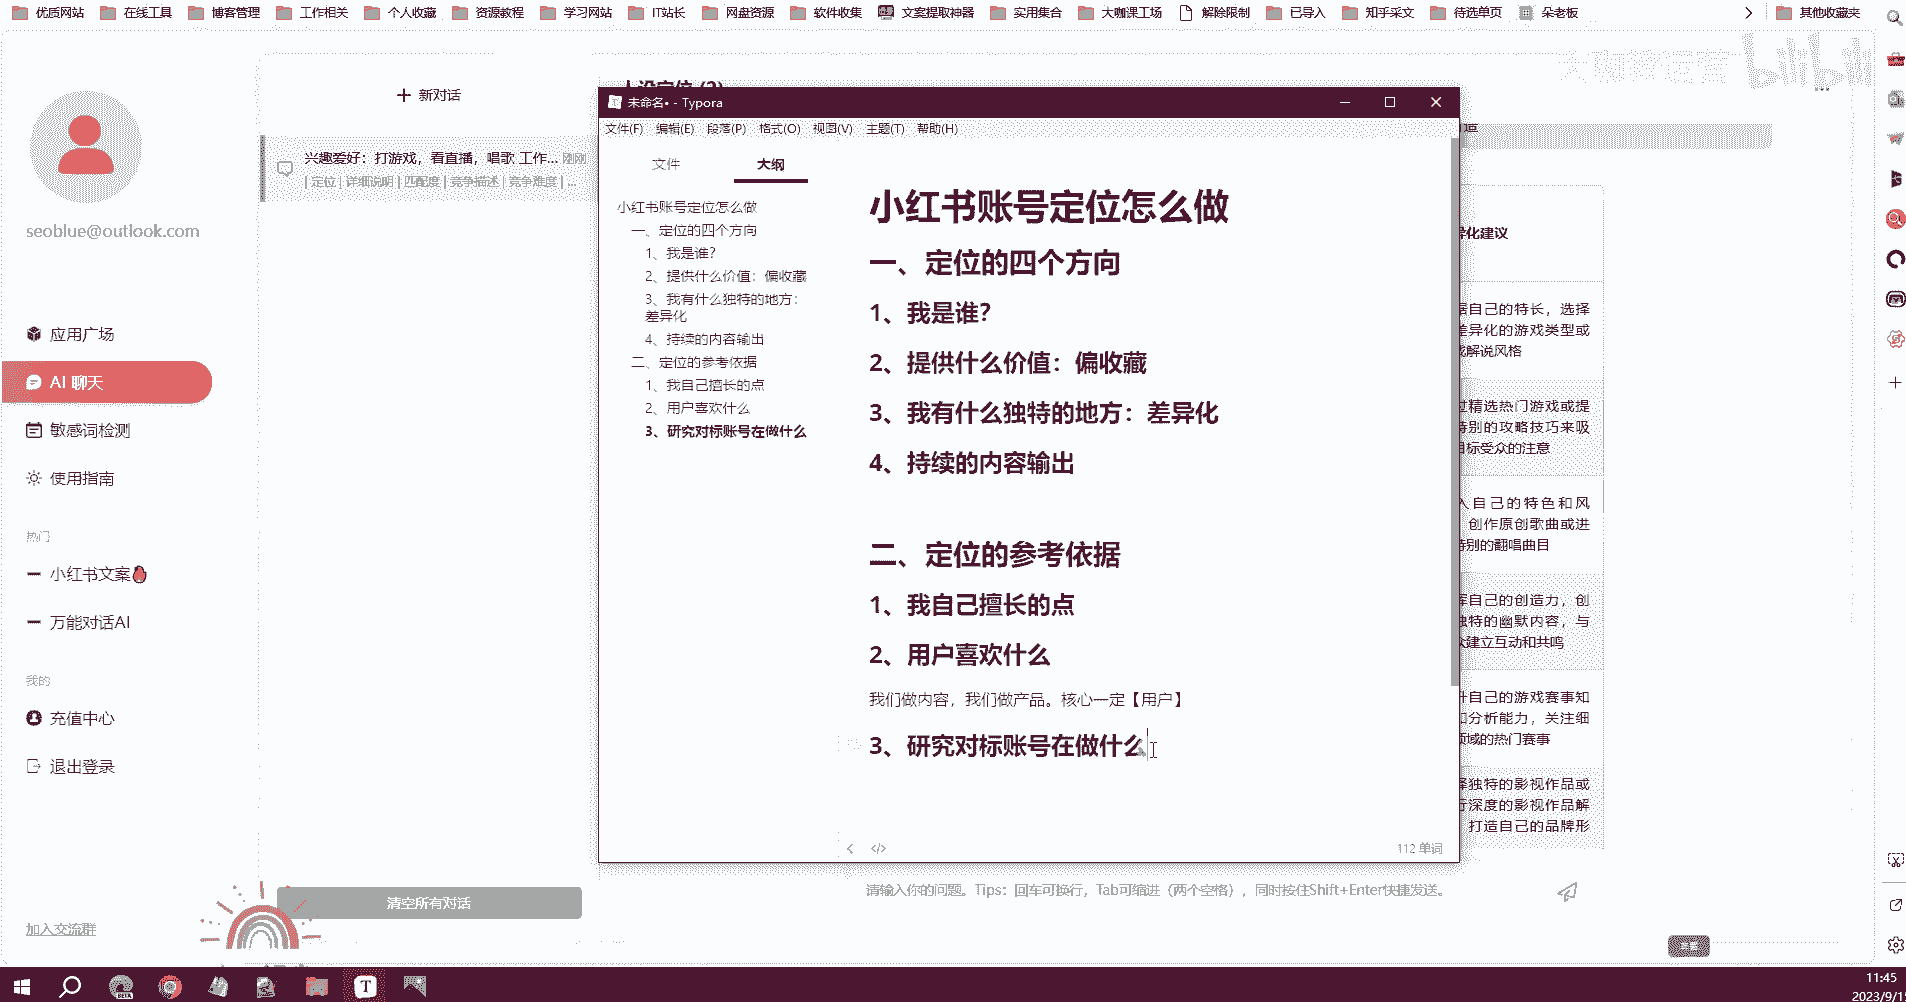 优质网站 在线工具 博客管理 工作相关 个人收藏 资源教程 学习网站 IT站长 网盘资源 软件收集 文案提取神器 实用集合 大咖课工场 解除限制 已导入 知乎采文 待选单页 朵老板 其他收藏夹
bilibili
seoblue@outlook.com
应用广场
AI 聊天
敏感词检测
使用指南
热门
小红书文案
万能对话AI
我的
充值中心
退出登录
加入交流群
+ 新对话
兴趣爱好：打游戏，看直播，唱歌 工作... 刚刚
| 定位 | 详细说明 | 匹配度 | 竞争描述 | 竞争难度 | ...
清空所有对话
未命名• - Typora
文件(F) 编辑(E) 段落(P) 格式(O) 视图(V) 主题(T) 帮助(H)
文件 大纲
小红书账号定位怎么做
一、定位的四个方向
1、我是谁？
2、提供什么价值：偏收藏
3、我有什么独特的地方：
差异化
4、持续的内容输出
二、定位的参考依据
1、我自己擅长的点
2、用户喜欢什么
3、研究对标账号在做什么
小红书账号定位怎么做
一、定位的四个方向
1、我是谁？
2、提供什么价值：偏收藏
3、我有什么独特的地方：差异化
4、持续的内容输出
二、定位的参考依据
1、我自己擅长的点
2、用户喜欢什么
我们做内容，我们做产品。核心一定【用户】
3、研究对标账号在做什么
112 单词
化建议
自己的特长，选择
差异化的游戏类型或
戏解说风格
过精选热门游戏或提
特别的攻略技巧来吸
目标受众的注意
入自己的特色和风
创作原创歌曲或进
特别的翻唱曲目
挥自己的创造力，创
独特的幽默内容，与
众建立互动和共鸣
升自己的游戏赛事知
和分析能力，关注细
领域的热门赛事
择独特的影视作品或
行深度的影视作品解
打造自己的品牌形
请输入你的问题。Tips：回车可换行，Tab可缩进（两个空格），同时按住Shift+Enter快捷发送。
11:45